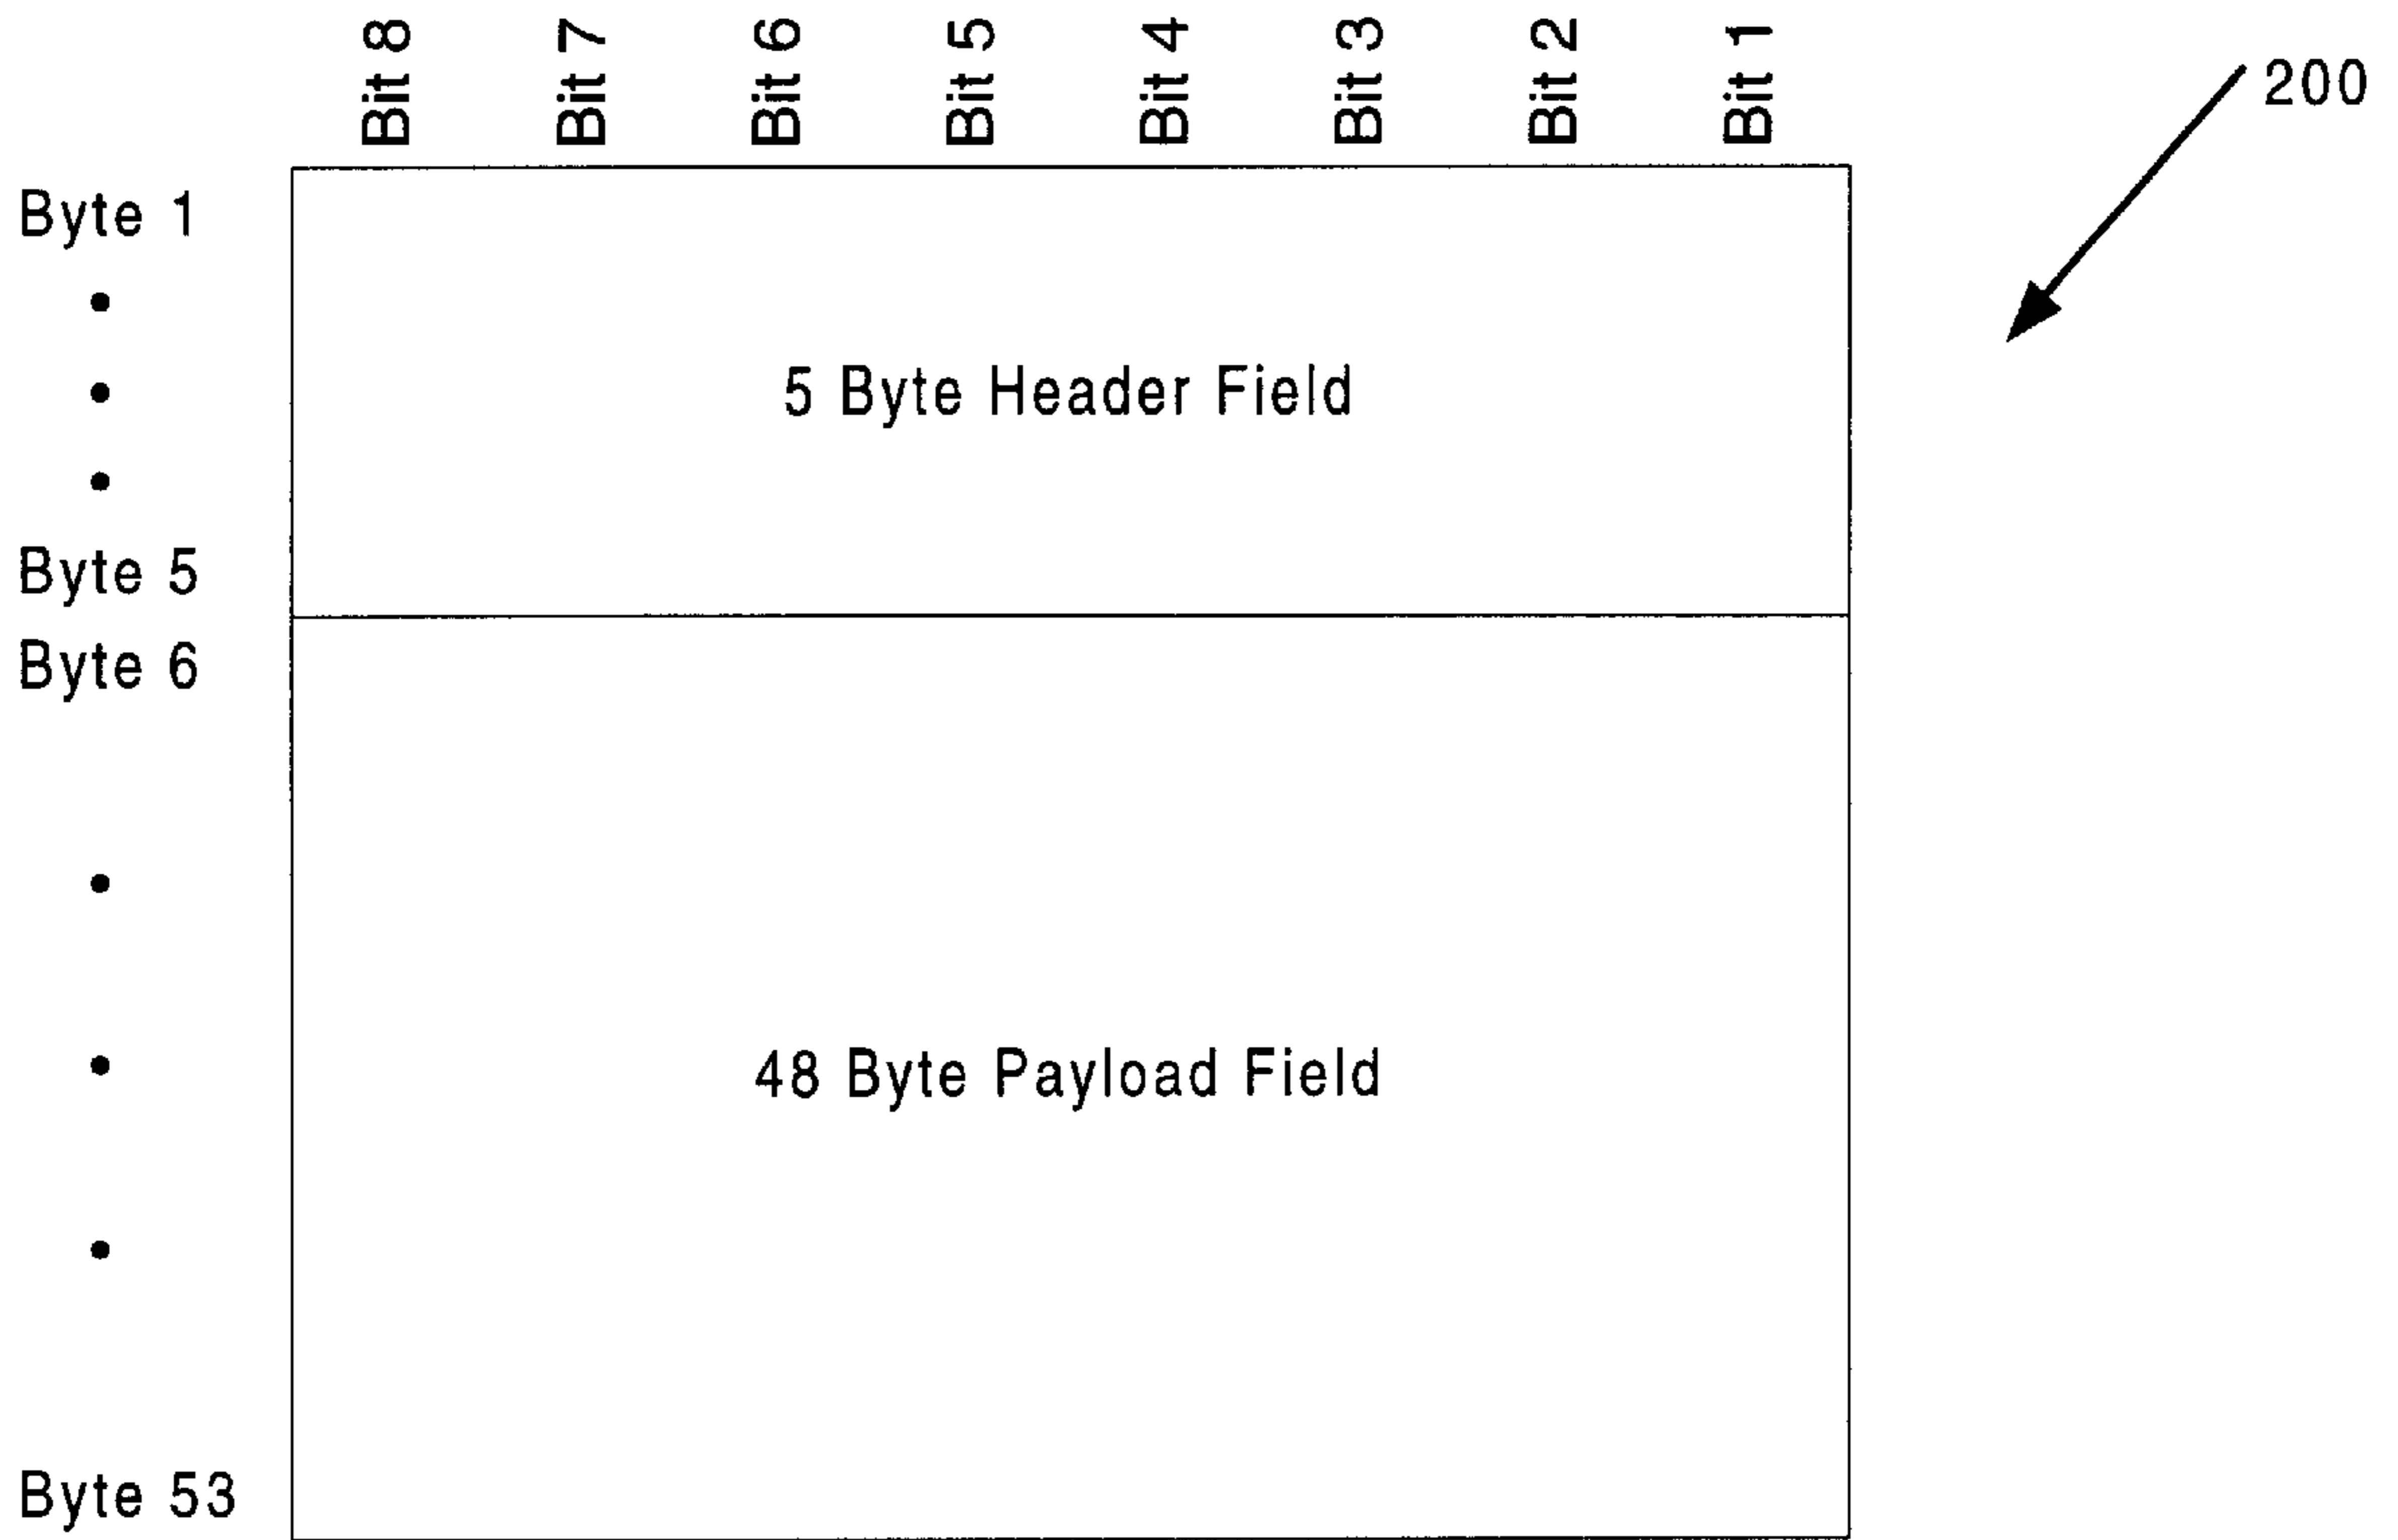 Bit 8
Bit 7
Bit 6
Bit 5
Bit 4
Bit 3
Bit 2
Bit 1
200
Byte 1
5 Byte Header Field
Byte 5
Byte 6
48 Byte Payload Field
Byte 53